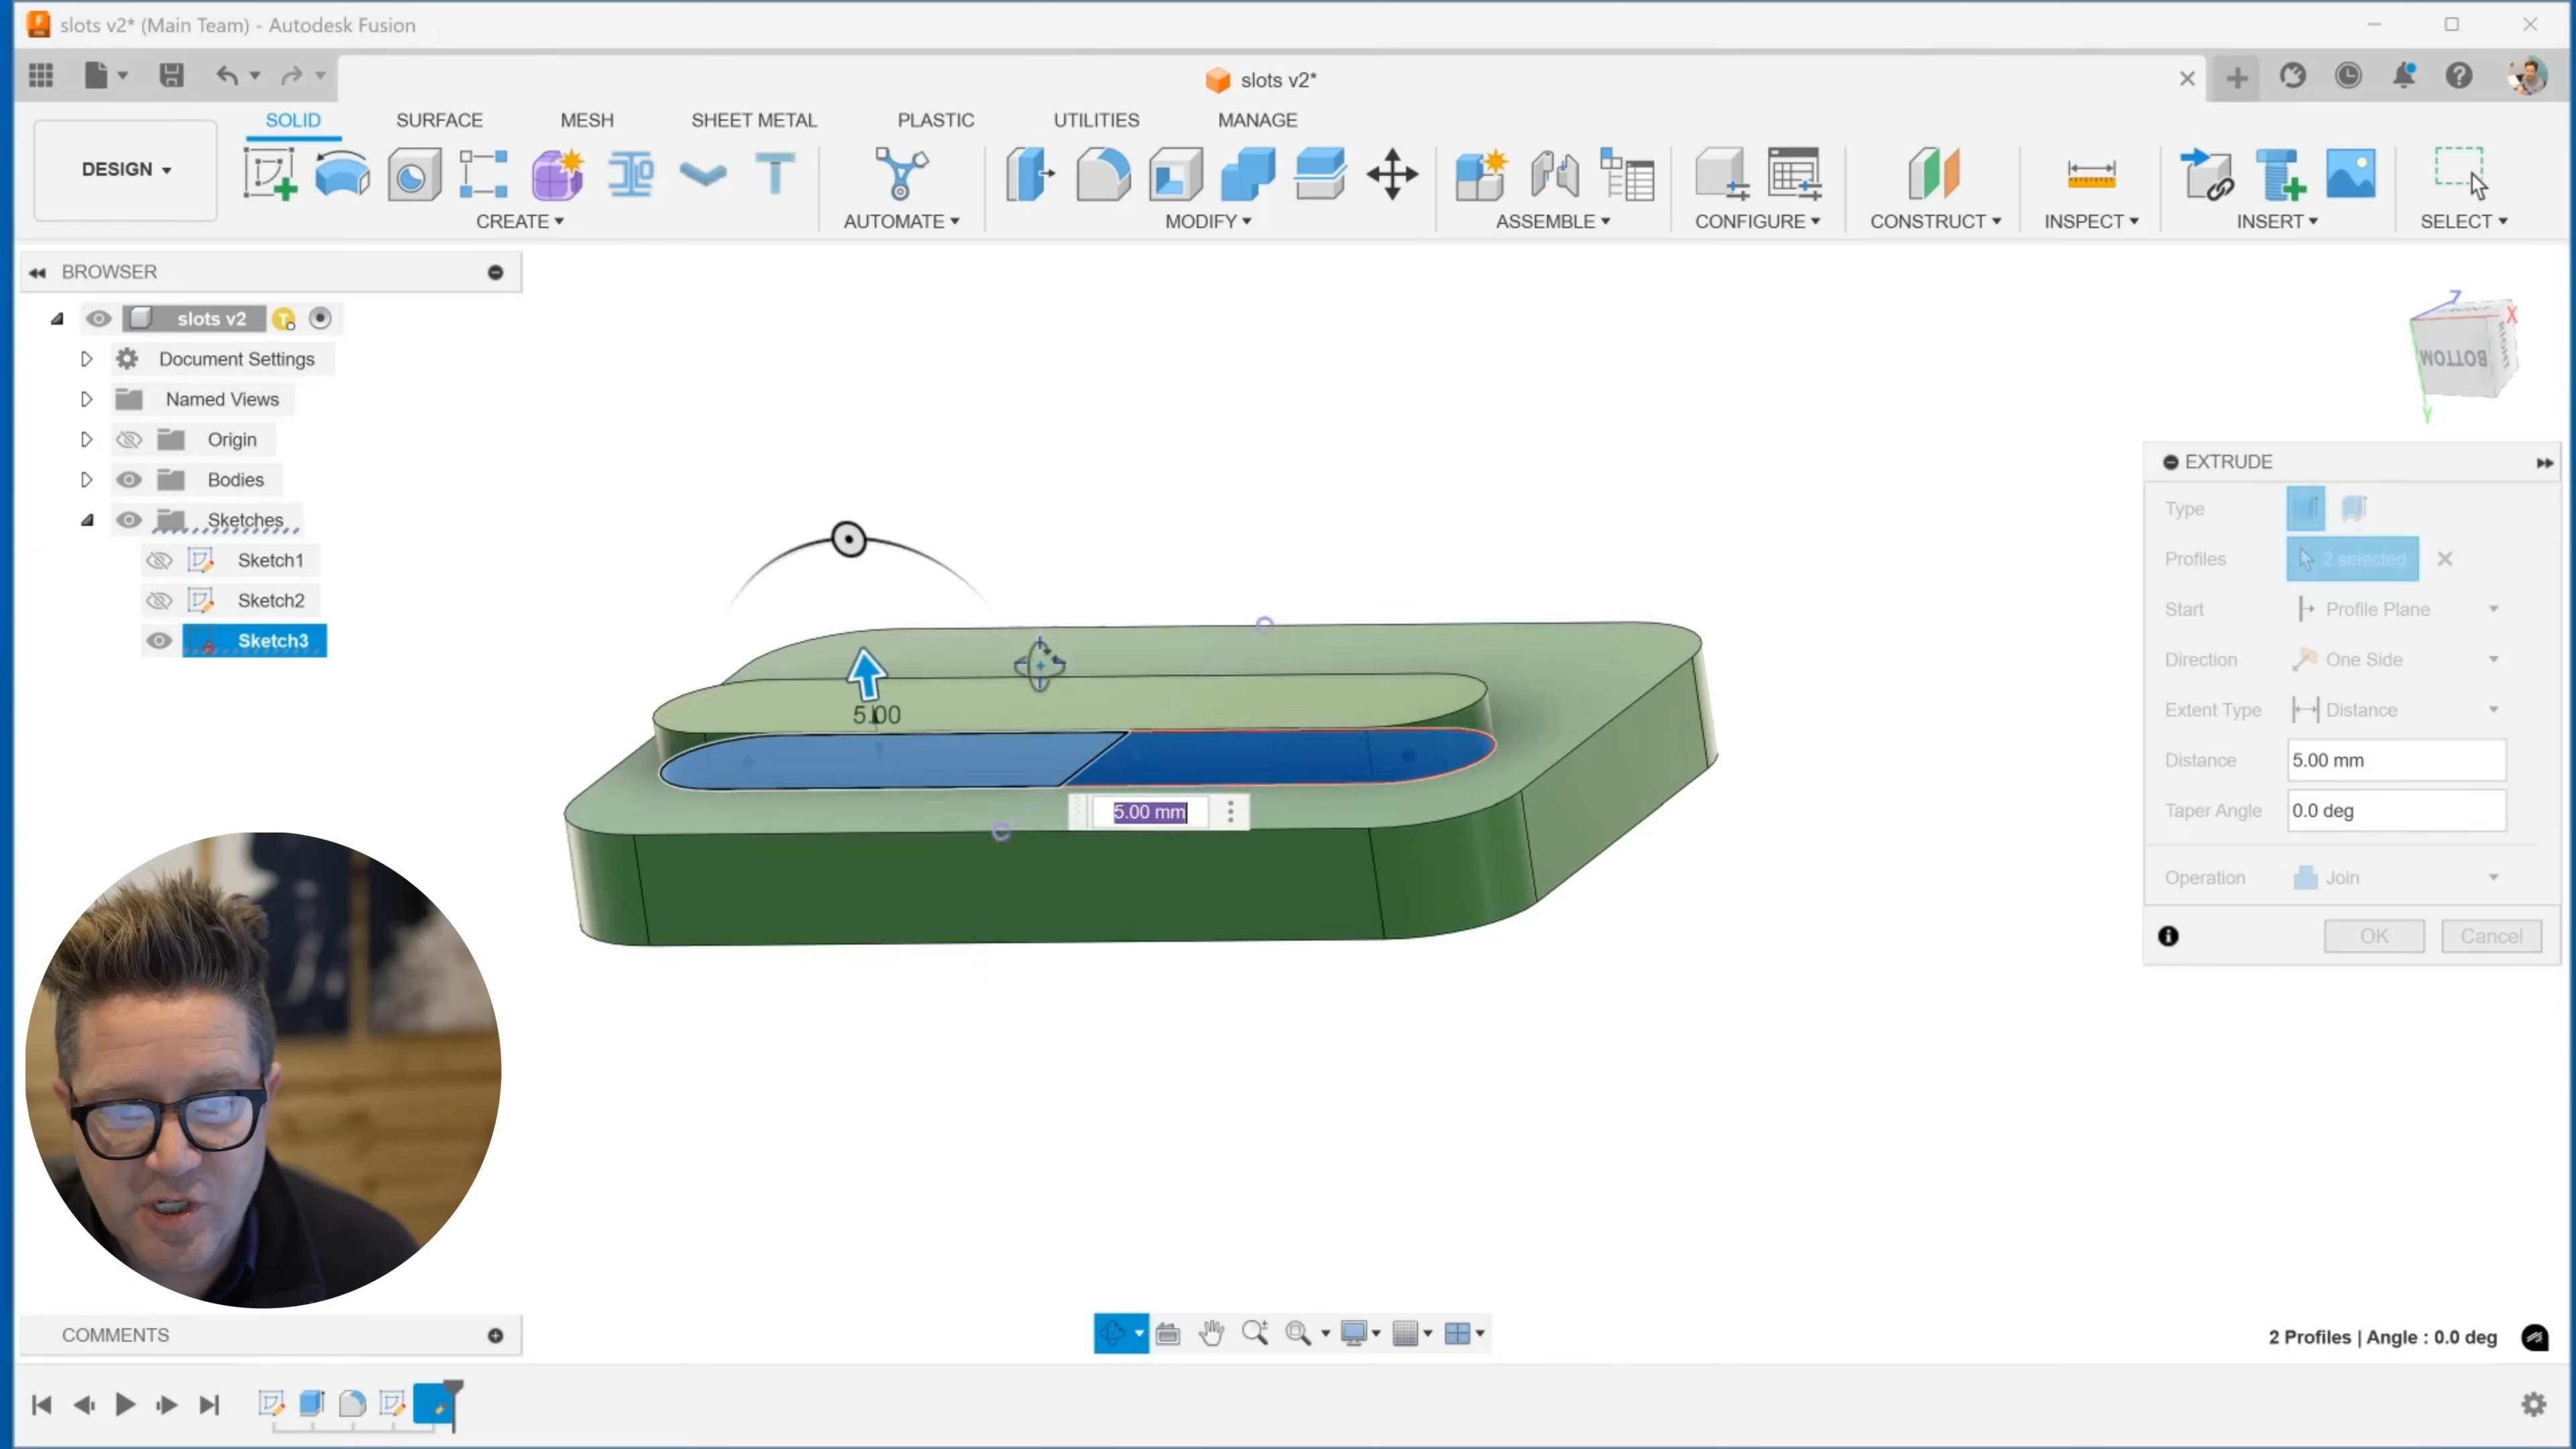 slots v2* (Main Team) - Autodesk Fusion
slots v2*
DESIGN
SOLID
SURFACE
MESH
SHEET METAL
PLASTIC
UTILITIES
MANAGE
CREATE
AUTOMATE
MODIFY
ASSEMBLE
CONFIGURE
CONSTRUCT
INSPECT
INSERT
SELECT
BROWSER
slots v2
Document Settings
Named Views
Origin
Bodies
Sketches
Sketch1
Sketch2
Sketch3
Z
X
BOTTOM
RIGHT
Y
5.00
5.00 mm
EXTRUDE
Type
Profiles 2 selected
Start Profile Plane
Direction One Side
Extent Type Distance
Distance 5.00 mm
Taper Angle 0.0 deg
Operation Join
OK Cancel
COMMENTS
2 Profiles | Angle : 0.0 deg